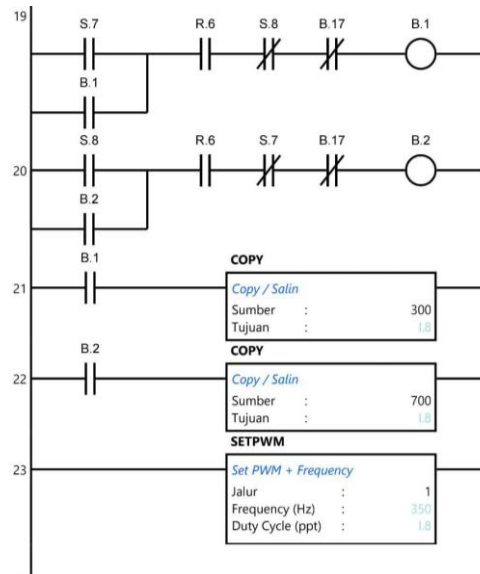 19
S.7 R.6 S.8 B.17 B.1
B.1
20
S.8 R.6 S.7 B.17 B.2
B.2
21
B.1
COPY
Copy / Salin
Sumber : 300
Tujuan : I.8
22
B.2
COPY
Copy / Salin
Sumber : 700
Tujuan : I.8
23
SETPWM
Set PWM + Frequency
Jalur : 1
Frequency (Hz) : 350
Duty Cycle (ppt) : I.8